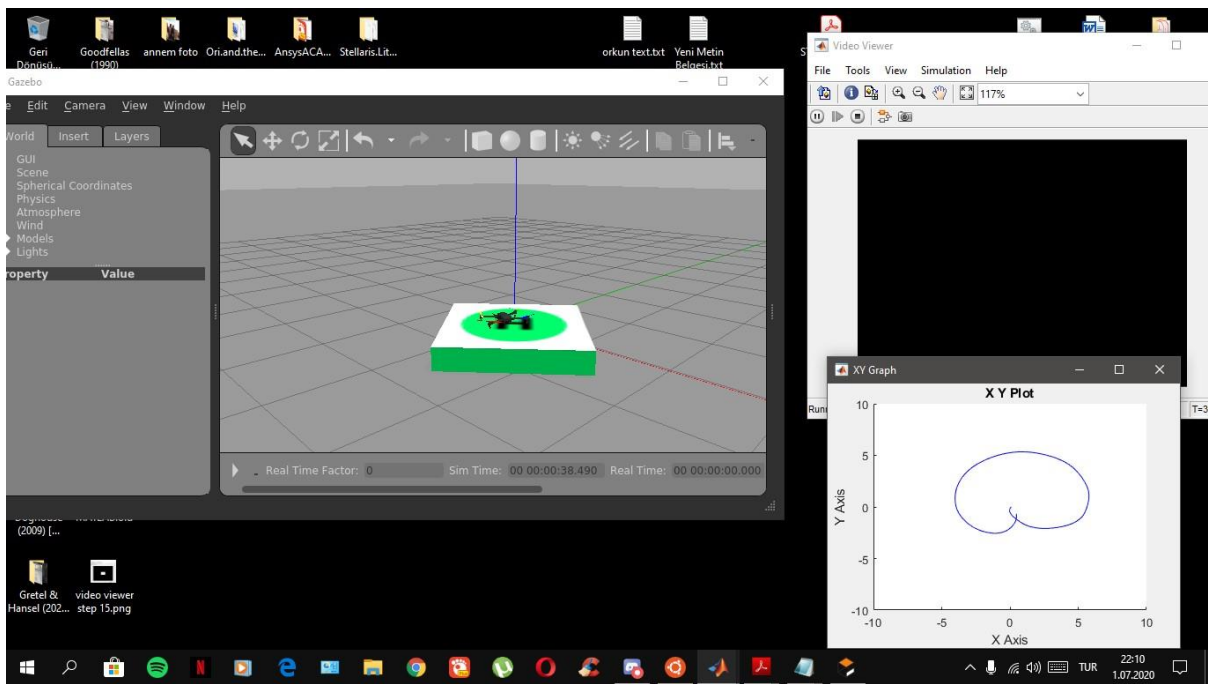 Geri
Dönüşü...
Goodfellas
(1990)
annem foto
Ori.and.the...
AnsysACA...
Stellaris.Lit...
orkun text.txt
Yeni Metin
Belgesi.txt
Gazebo
e Edit Camera View Window Help
World Insert Layers
GUI
Scene
Spherical Coordinates
Physics
Atmosphere
Wind
Models
Lights
roperty Value
Real Time Factor: 0 Sim Time: 00 00:00:38.490 Real Time: 00 00:00:00.000
Video Viewer
File Tools View Simulation Help
117%
Runn
T=3
XY Graph
X Y Plot
Y Axis
10
5
0
-5
-10
-10 -5 0 5 10
X Axis
(2009) [...
Gretel &
Hansel (202...
video viewer
step 15.png
TUR
22:10
1.07.2020